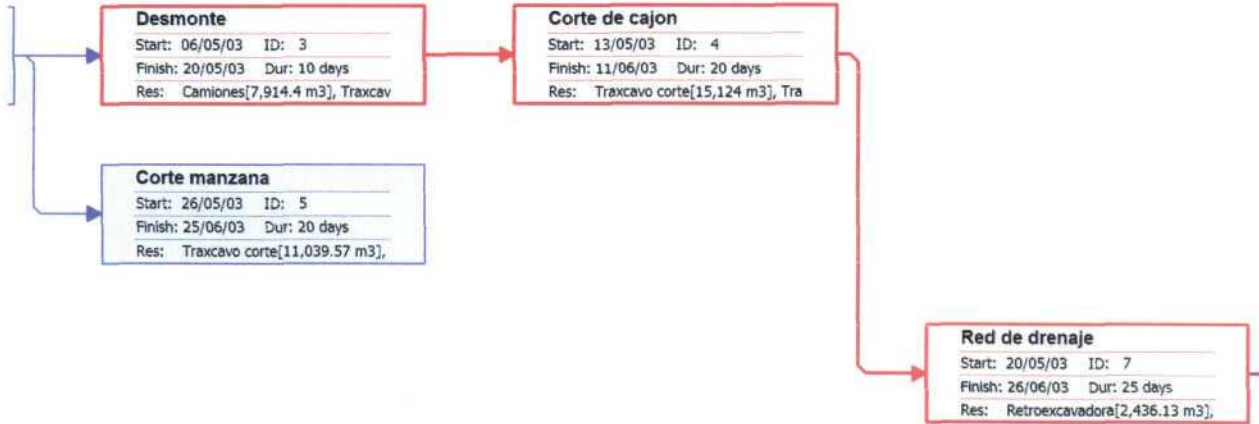 Desmonte
Start: 06/05/03 ID: 3
Finish: 20/05/03 Dur: 10 days
Res: Camiones[7,914.4 m3], Traxcav
Corte de cajon
Start: 13/05/03 ID: 4
Finish: 11/06/03 Dur: 20 days
Res: Traxcavo corte[15,124 m3], Tra
Corte manzana
Start: 26/05/03 ID: 5
Finish: 25/06/03 Dur: 20 days
Res: Traxcavo corte[11,039.57 m3],
Red de drenaje
Start: 20/05/03 ID: 7
Finish: 26/06/03 Dur: 25 days
Res: Retroexcavadora[2,436.13 m3],